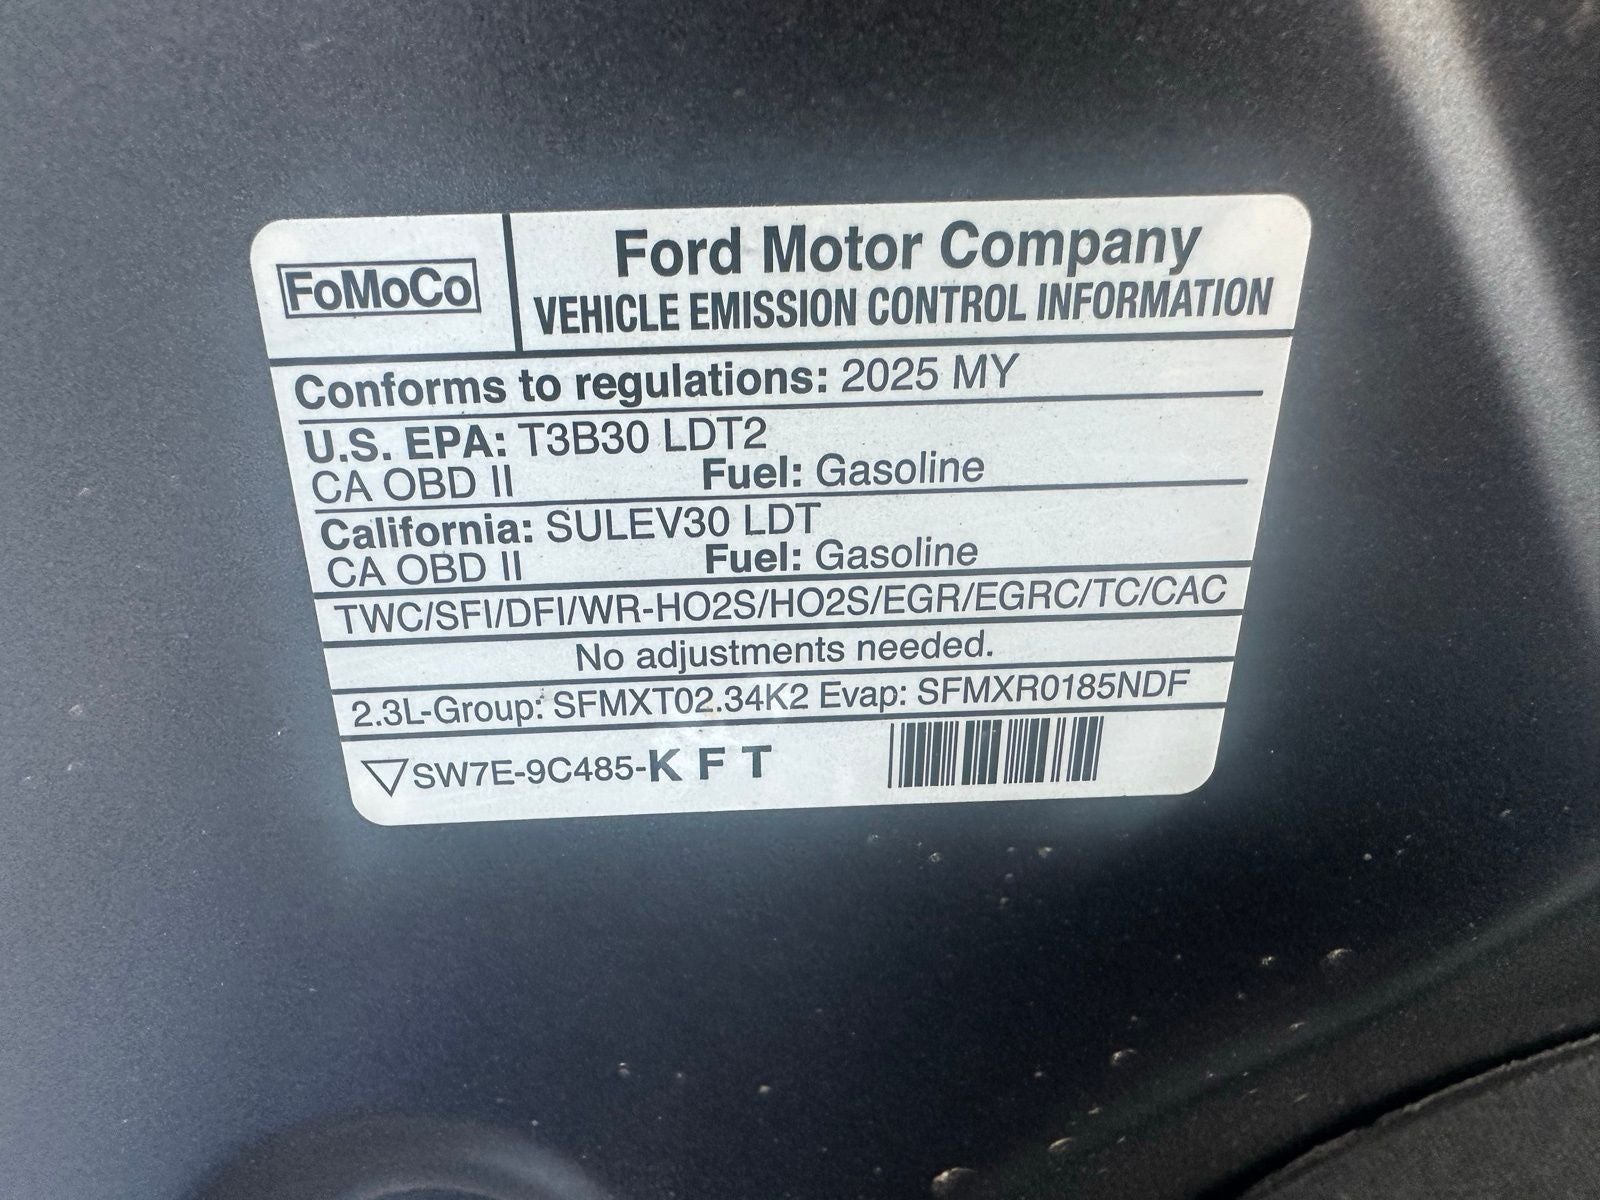 FoMoCo
Ford Motor Company
VEHICLE EMISSION CONTROL INFORMATION
Conforms to regulations: 2025 MY
U.S. EPA: T3B30 LDT2
CA OBD II Fuel: Gasoline
California: SULEV30 LDT
CA OBD II Fuel: Gasoline
TWC/SFI/DFI/WR-HO2S/HO2S/EGR/EGRC/TC/CAC
No adjustments needed.
2.3L-Group: SFMXT02.34K2 Evap: SFMXR0185NDF
SW7E-9C485-K F T